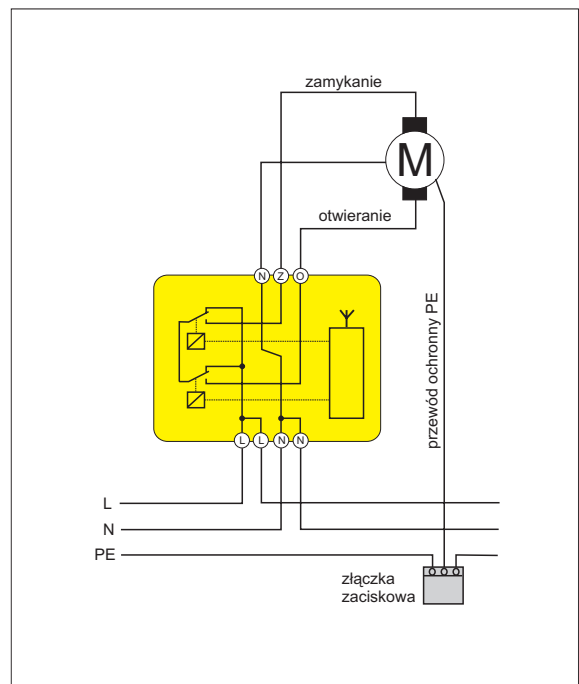 zamykanie
M
otwieranie
N Z O
przewód ochronny PE
L L N N
L
N
PE
złączka
zaciskowa